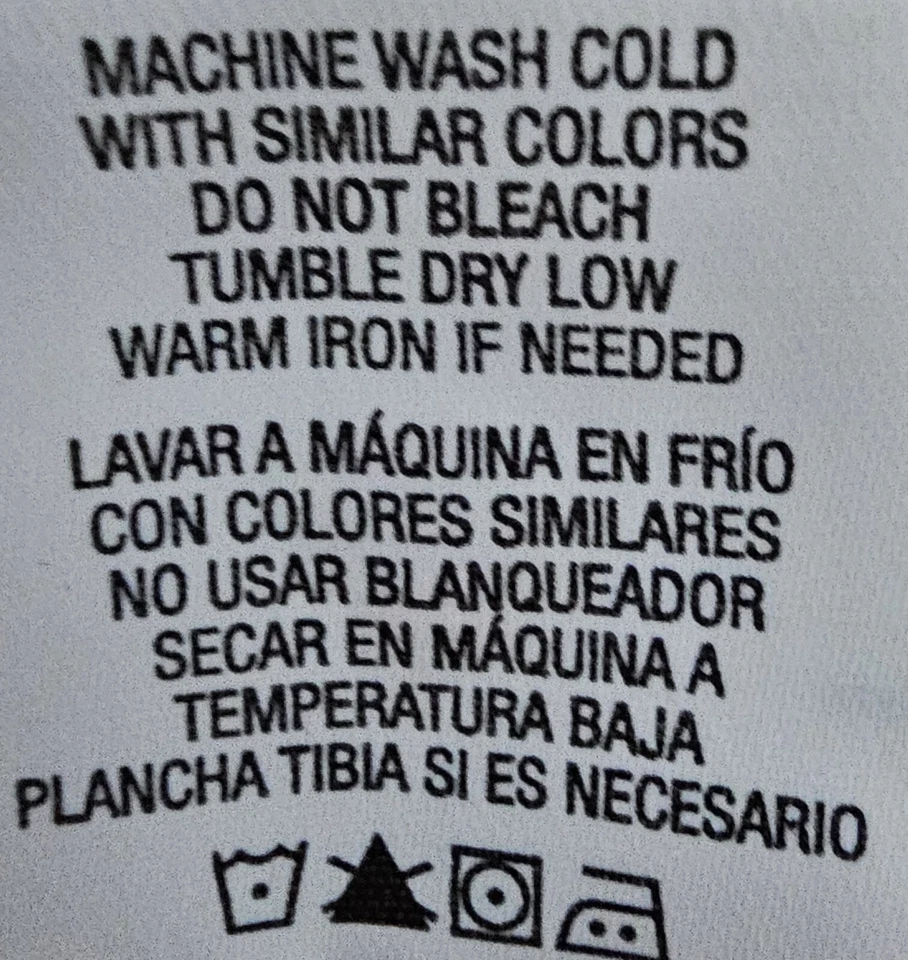 MACHINE WASH COLD
WITH SIMILAR COLORS
DO NOT BLEACH
TUMBLE DRY LOW
WARM IRON IF NEEDED
LAVAR A MÁQUINA EN FRÍO
CON COLORES SIMILARES
NO USAR BLANQUEADOR
SECAR EN MÁQUINA A
TEMPERATURA BAJA
PLANCHA TIBIA SI ES NECESARIO